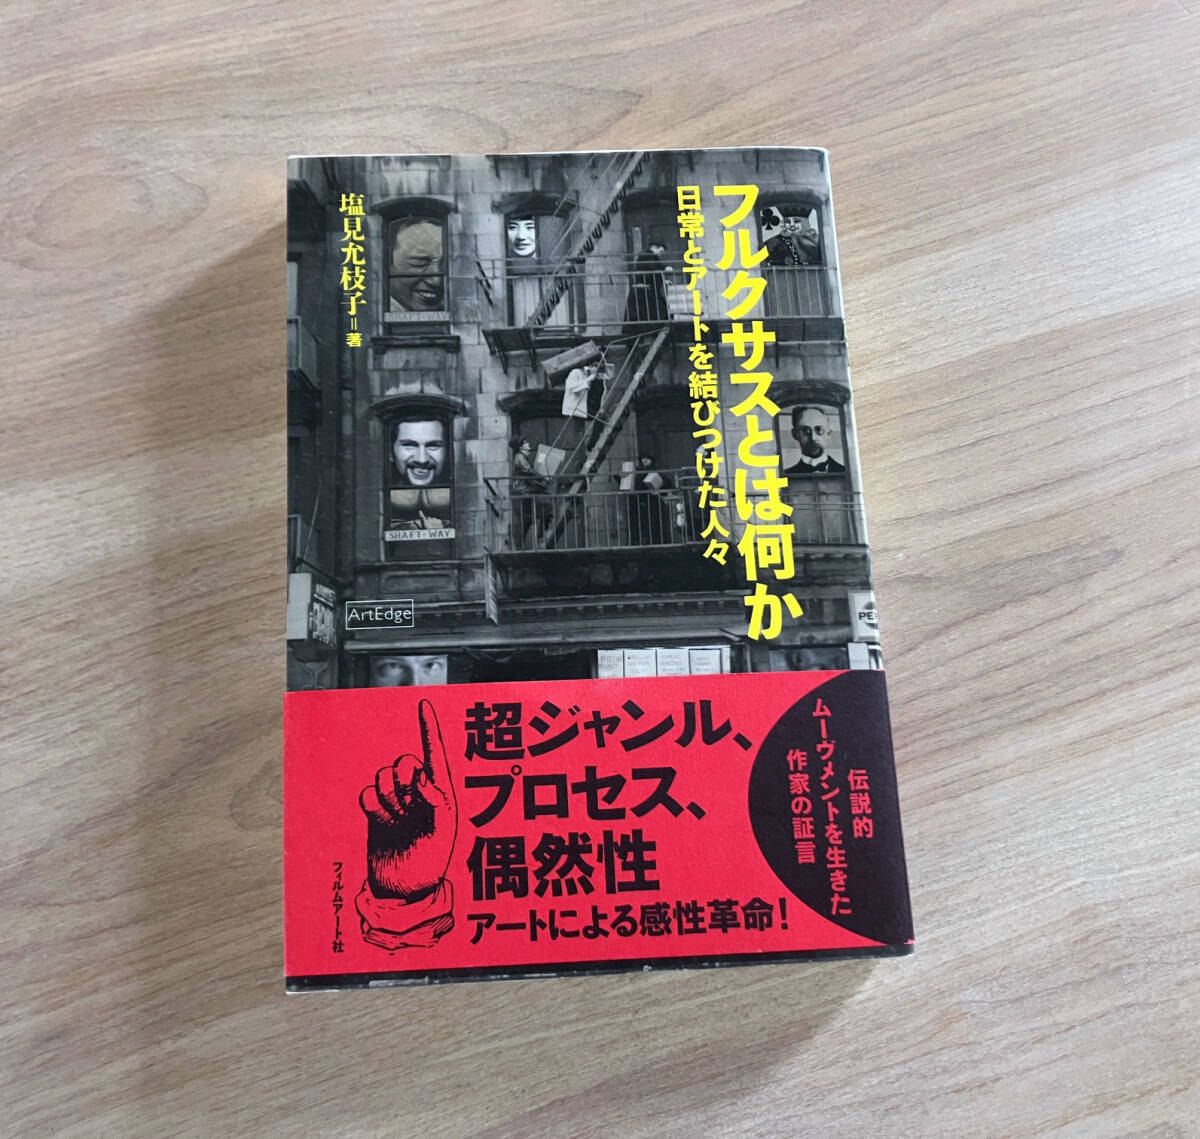 フルクサスとは何か
日常とアートを結びつけた人々
塩見允枝子=著
SHAFT-WAY
SHAFT-WAY
ArtEdge
超ジャンル、
プロセス、
偶然性
アートによる感性革命!
伝説的
ムーヴメントを生きた
作家の証言
フィルムアート社